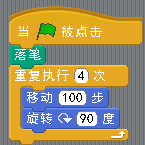 当 被点击
落笔
重复执行 4 次
移动 100 步
旋转 90 度